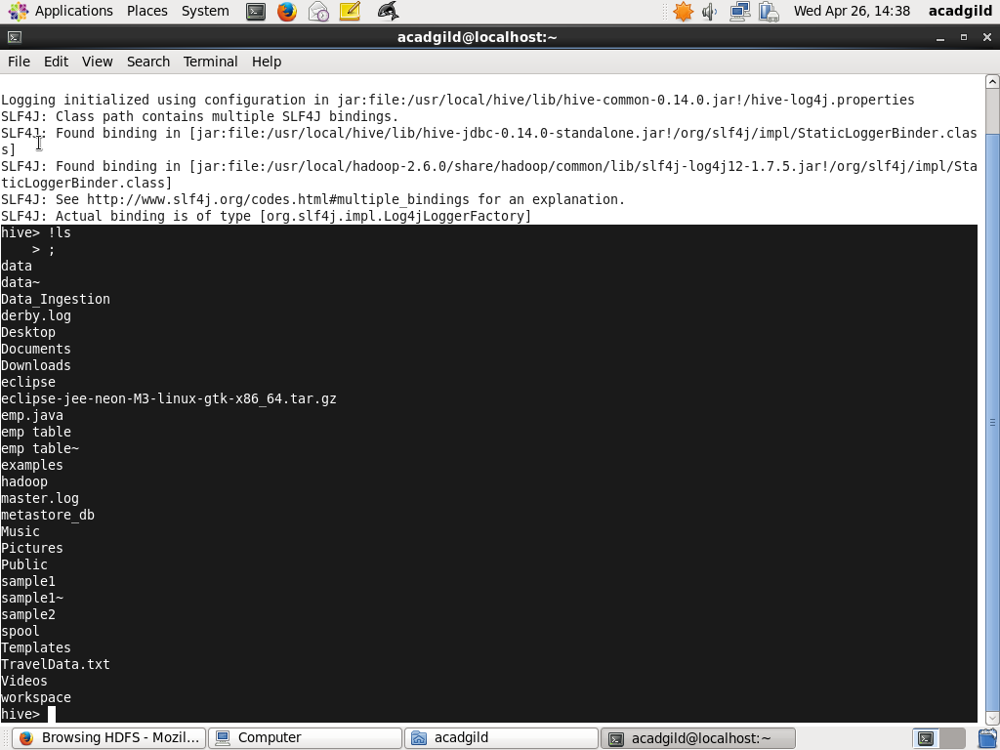 Applications Places System Wed Apr 26, 14:38 acadgild
acadgild@localhost:~
File Edit View Search Terminal Help
Logging initialized using configuration in jar:file:/usr/local/hive/lib/hive-common-0.14.0.jar!/hive-log4j.properties
SLF4J: Class path contains multiple SLF4J bindings.
SLF4J: Found binding in [jar:file:/usr/local/hive/lib/hive-jdbc-0.14.0-standalone.jar!/org/slf4j/impl/StaticLoggerBinder.clas
s]
SLF4J: Found binding in [jar:file:/usr/local/hadoop-2.6.0/share/hadoop/common/lib/slf4j-log4j12-1.7.5.jar!/org/slf4j/impl/Sta
ticLoggerBinder.class]
SLF4J: See http://www.slf4j.org/codes.html#multiple_bindings for an explanation.
SLF4J: Actual binding is of type [org.slf4j.impl.Log4jLoggerFactory]
hive> !ls
    > ;
data
data~
Data_Ingestion
derby.log
Desktop
Documents
Downloads
eclipse
eclipse-jee-neon-M3-linux-gtk-x86_64.tar.gz
emp.java
emp table
emp table~
examples
hadoop
master.log
metastore_db
Music
Pictures
Public
sample1
sample1~
sample2
spool
Templates
TravelData.txt
Videos
workspace
hive>
Browsing HDFS - Mozil... Computer acadgild acadgild@localhost:~